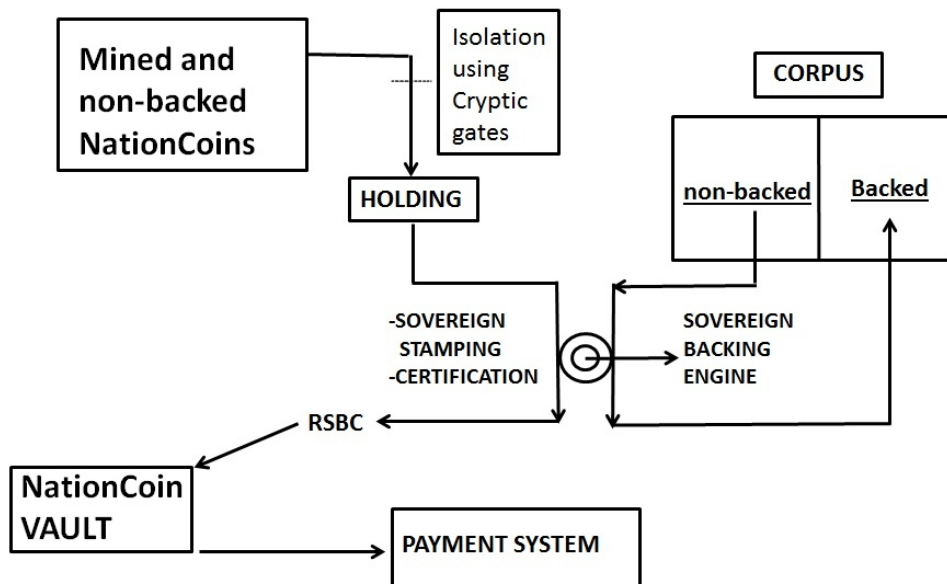 Mined and
non-backed
NationCoins
Isolation
using
Cryptic
gates
CORPUS
HOLDING
non-backed
Backed
-SOVEREIGN
STAMPING
-CERTIFICATION
SOVEREIGN
BACKING
ENGINE
RSBC
NationCoin
VAULT
PAYMENT SYSTEM